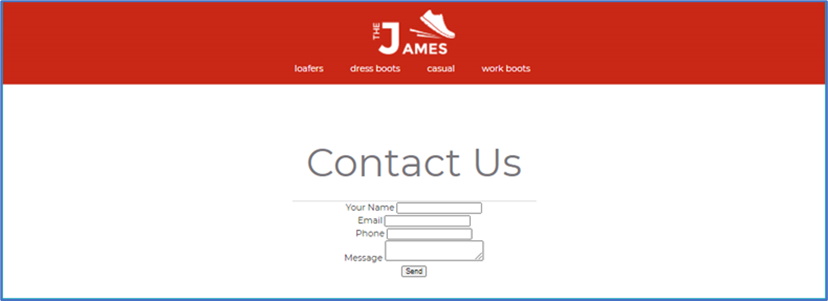 THE JAMES
loafers dress boots casual work boots
Contact Us
Your Name
Email
Phone
Message
Send